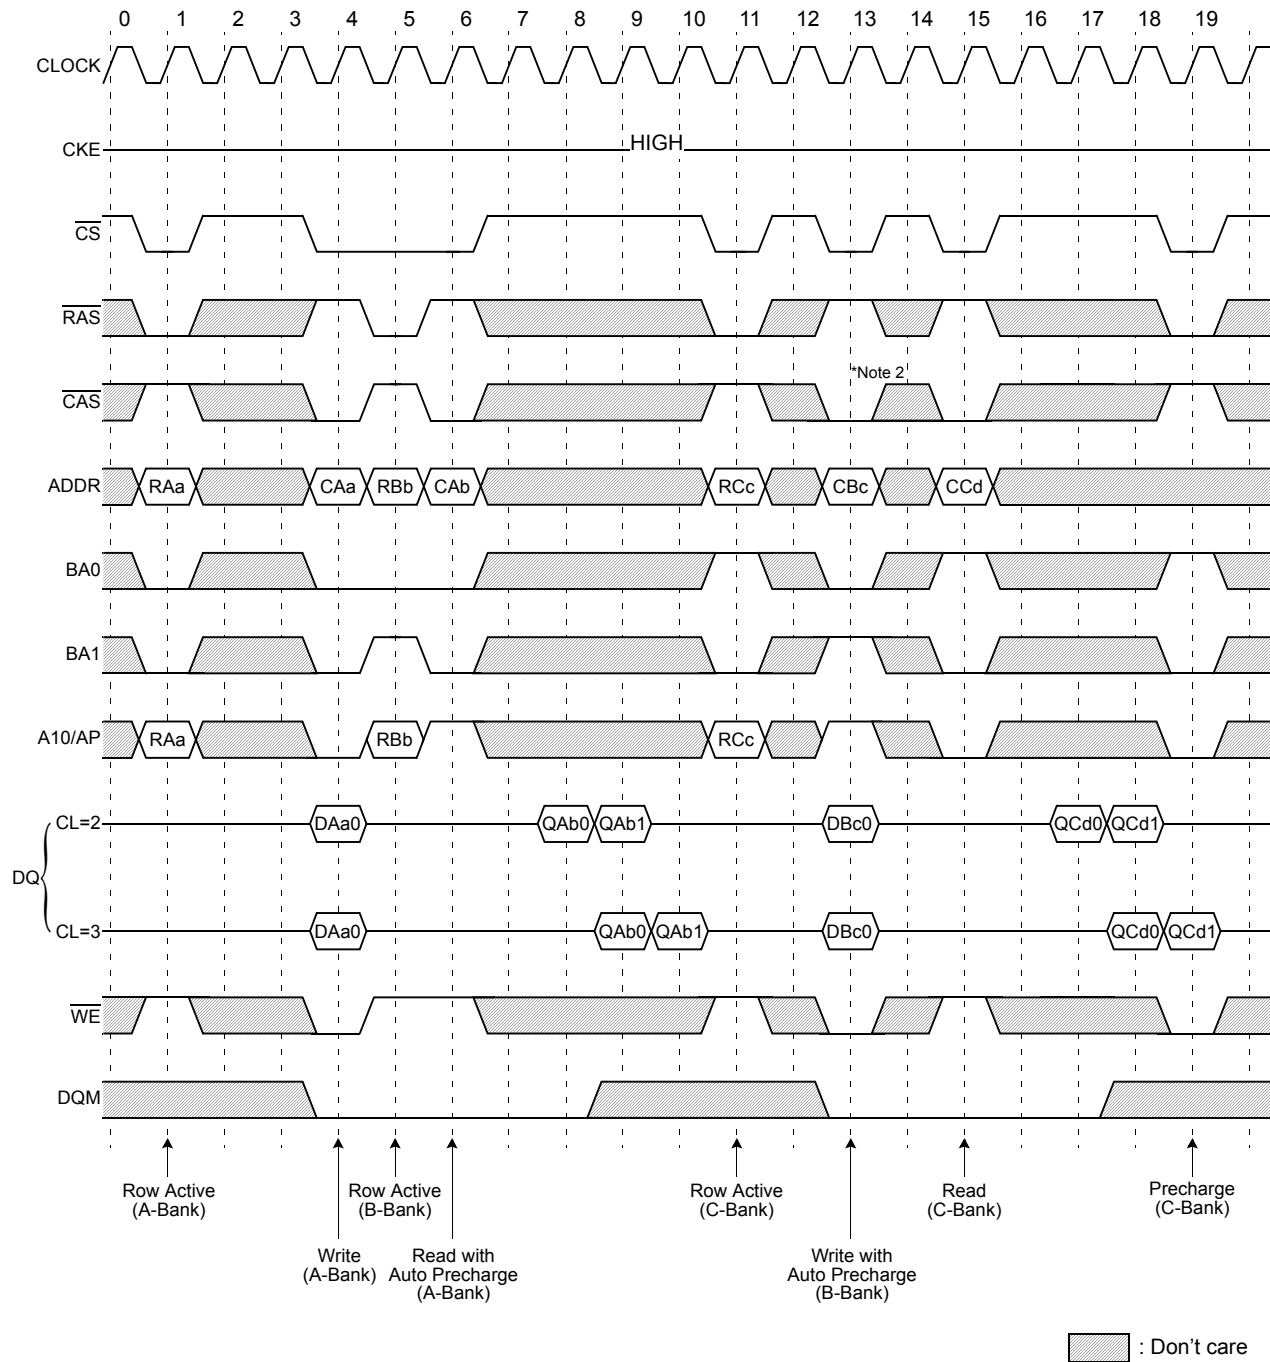 0 1 2 3 4 5 6 7 8 9 10 11 12 13 14 15 16 17 18 19
CLOCK
CKE HIGH
CS
RAS
*Note 2
CAS
ADDR RAa CAa RBb CAb RCc CBc CCd
BA0
BA1
A10/AP RAa RBb RCc
CL=2 DAa0 QAb0 QAb1 DBc0 QCd0 QCd1
DQ
CL=3 DAa0 QAb0 QAb1 DBc0 QCd0 QCd1
WE
DQM
Row Active Row Active Row Active Read Precharge
(A-Bank) (B-Bank) (C-Bank) (C-Bank) (C-Bank)
Write Read with Write with
(A-Bank) Auto Precharge Auto Precharge
(A-Bank) (B-Bank)
: Don't care